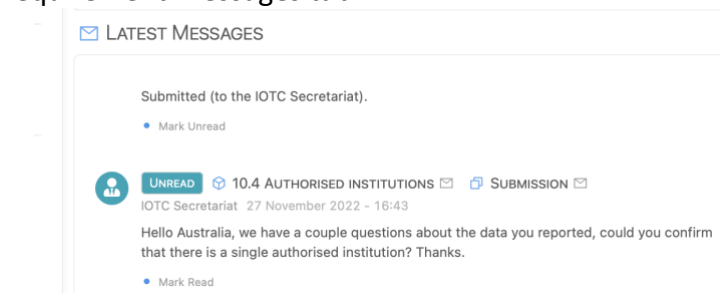 LATEST MESSAGES
Submitted (to the IOTC Secretariat).
Mark Unread
UNREAD 10.4 AUTHORISED INSTITUTIONS SUBMISSION
IOTC Secretariat 27 November 2022 - 16:43
Hello Australia, we have a couple questions about the data you reported, could you confirm
that there is a single authorised institution? Thanks.
Mark Read